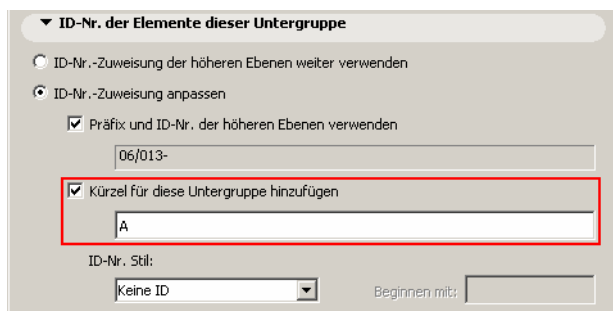 ID-Nr. der Elemente dieser Untergruppe
ID-Nr.-Zuweisung der höheren Ebenen weiter verwenden
ID-Nr.-Zuweisung anpassen
Präfix und ID-Nr. der höheren Ebenen verwenden
06/013-
Kürzel für diese Untergruppe hinzufügen
A
ID-Nr. Stil:
Keine ID Beginnen mit: